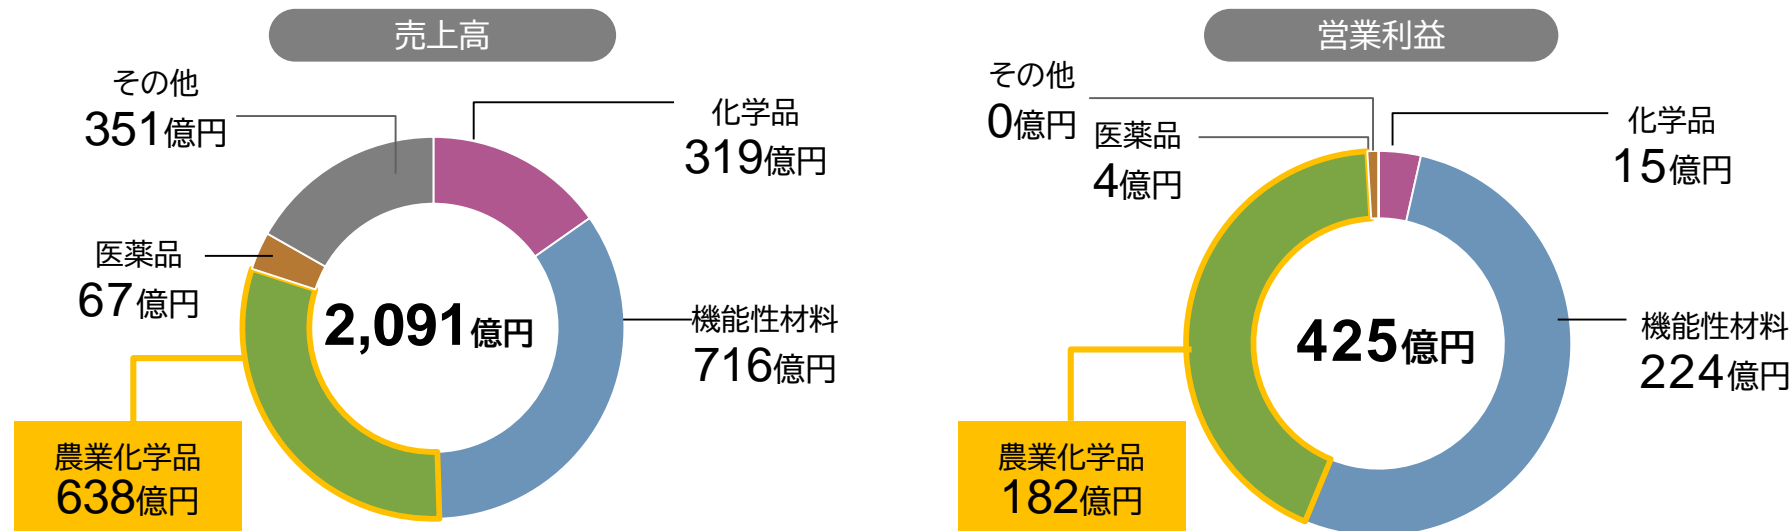 売上高
その他
351億円
化学品
319億円
医薬品
67億円
2,091億円
機能性材料
716億円
農業化学品
638億円
営業利益
その他
0億円
医薬品
4億円
化学品
15億円
425億円
機能性材料
224億円
農業化学品
182億円